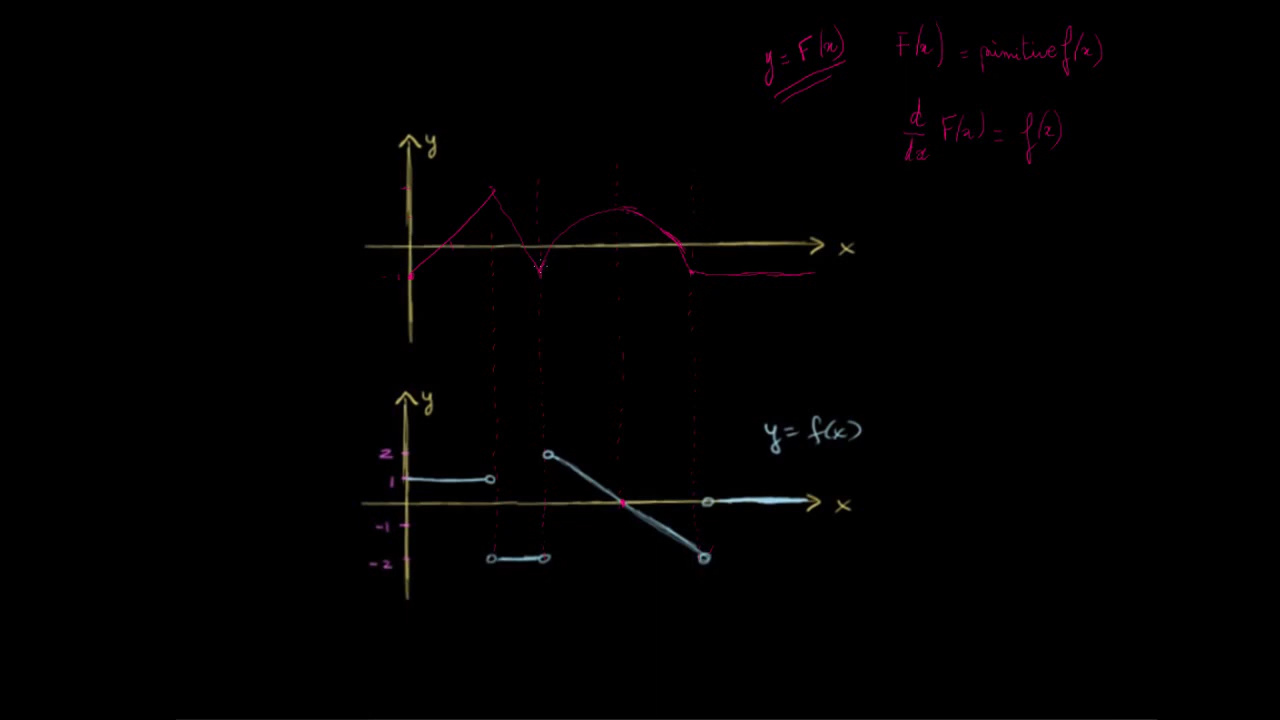 y = F(x) F(x) = primitive f(x)
d/dx F(x) = f(x)
y
x
-1
y
y = f(x)
2
1
x
-1
-2